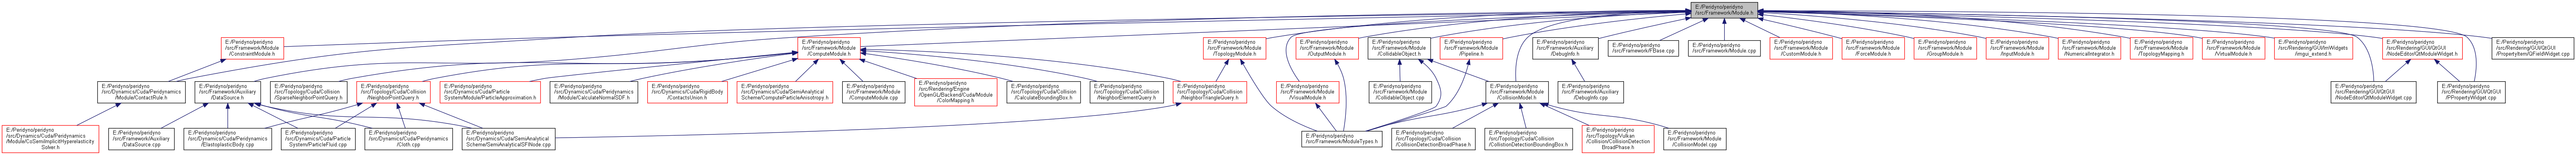 E:/Peridyno/peridyno
/src/Framework/Module.h
E:/Peridyno/peridyno
/src/Framework/Module
/ConstraintModule.h
E:/Peridyno/peridyno
/src/Framework/Module
/ComputeModule.h
E:/Peridyno/peridyno
/src/Framework/Module
/TopologyModule.h
E:/Peridyno/peridyno
/src/Framework/Module
/OutputModule.h
E:/Peridyno/peridyno
/src/Framework/Module
/CollidableObject.h
E:/Peridyno/peridyno
/src/Framework/Module
/Pipeline.h
E:/Peridyno/peridyno
/src/Framework/Auxiliary
/DebugInfo.h
E:/Peridyno/peridyno
/src/Framework/FBase.cpp
E:/Peridyno/peridyno
/src/Framework/Module.cpp
E:/Peridyno/peridyno
/src/Framework/Module
/CustomModule.h
E:/Peridyno/peridyno
/src/Framework/Module
/ForceModule.h
E:/Peridyno/peridyno
/src/Framework/Module
/GroupModule.h
E:/Peridyno/peridyno
/src/Framework/Module
/InputModule.h
E:/Peridyno/peridyno
/src/Framework/Module
/NumericalIntegrator.h
E:/Peridyno/peridyno
/src/Framework/Module
/TopologyMapping.h
E:/Peridyno/peridyno
/src/Framework/Module
/VirtualModule.h
E:/Peridyno/peridyno
/src/Rendering/GUI/ImWidgets
/imgui_extend.h
E:/Peridyno/peridyno
/src/Rendering/GUI/QtGUI
/NodeEditor/QtModuleWidget.h
E:/Peridyno/peridyno
/src/Rendering/GUI/QtGUI
/PropertyItem/QFieldWidget.cpp
E:/Peridyno/peridyno
/src/Dynamics/Cuda/Peridynamics
/Module/ContactRule.h
E:/Peridyno/peridyno
/src/Framework/Auxiliary
/DataSource.h
E:/Peridyno/peridyno
/src/Topology/Cuda/Collision
/SparseNeighborPointQuery.h
E:/Peridyno/peridyno
/src/Topology/Cuda/Collision
/NeighborPointQuery.h
E:/Peridyno/peridyno
/src/Dynamics/Cuda/Particle
System/Module/ParticleApproximation.h
E:/Peridyno/peridyno
/src/Dynamics/Cuda/Peridynamics
/Module/CalculateNormalSDF.h
E:/Peridyno/peridyno
/src/Dynamics/Cuda/RigidBody
/ContactsUnion.h
E:/Peridyno/peridyno
/src/Dynamics/Cuda/SemiAnalytical
Scheme/ComputeParticleAnisotropy.h
E:/Peridyno/peridyno
/src/Framework/Module
/ComputeModule.cpp
E:/Peridyno/peridyno
/src/Rendering/Engine
/OpenGL/Backend/Cuda/Module
/ColorMapping.h
E:/Peridyno/peridyno
/src/Topology/Cuda/Collision
/CalculateBoundingBox.h
E:/Peridyno/peridyno
/src/Topology/Cuda/Collision
/NeighborElementQuery.h
E:/Peridyno/peridyno
/src/Topology/Cuda/Collision
/NeighborTriangleQuery.h
E:/Peridyno/peridyno
/src/Framework/Module
/VisualModule.h
E:/Peridyno/peridyno
/src/Framework/Module
/CollidableObject.cpp
E:/Peridyno/peridyno
/src/Framework/Module
/CollisionModel.h
E:/Peridyno/peridyno
/src/Framework/Auxiliary
/DebugInfo.cpp
E:/Peridyno/peridyno
/src/Rendering/GUI/QtGUI
/NodeEditor/QtModuleWidget.cpp
E:/Peridyno/peridyno
/src/Rendering/GUI/QtGUI
/PPropertyWidget.cpp
E:/Peridyno/peridyno
/src/Dynamics/Cuda/Peridynamics
/Module/CoSemiImplicitHyperelasticity
Solver.h
E:/Peridyno/peridyno
/src/Framework/Auxiliary
/DataSource.cpp
E:/Peridyno/peridyno
/src/Dynamics/Cuda/Peridynamics
/ElastoplasticBody.cpp
E:/Peridyno/peridyno
/src/Dynamics/Cuda/Particle
System/ParticleFluid.cpp
E:/Peridyno/peridyno
/src/Dynamics/Cuda/Peridynamics
/Cloth.cpp
E:/Peridyno/peridyno
/src/Dynamics/Cuda/SemiAnalytical
Scheme/SemiAnalyticalSFINode.cpp
E:/Peridyno/peridyno
/src/Framework/ModuleTypes.h
E:/Peridyno/peridyno
/src/Topology/Cuda/Collision
/CollisionDetectionBroadPhase.h
E:/Peridyno/peridyno
/src/Topology/Cuda/Collision
/CollistionDetectionBoundingBox.h
E:/Peridyno/peridyno
/src/Topology/Vulkan
/Collision/CollisionDetection
BroadPhase.h
E:/Peridyno/peridyno
/src/Framework/Module
/CollisionModel.cpp